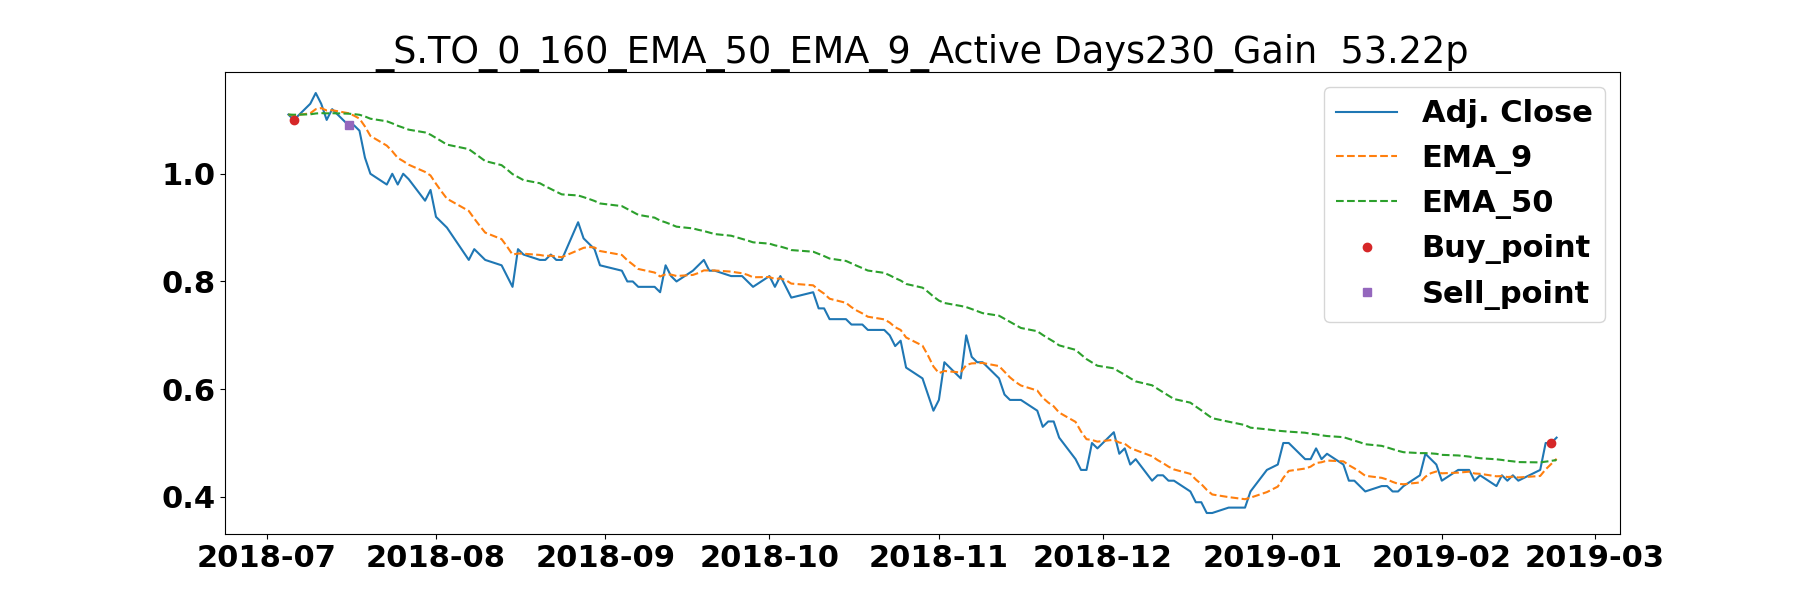 _S.TO_0_160_EMA_50_EMA_9_Active Days230_Gain  53.22p
Adj. Close
EMA_9
EMA_50
Buy_point
Sell_point
1.0
0.8
0.6
0.4
2018-07 2018-08 2018-09 2018-10 2018-11 2018-12 2019-01 2019-02 2019-03